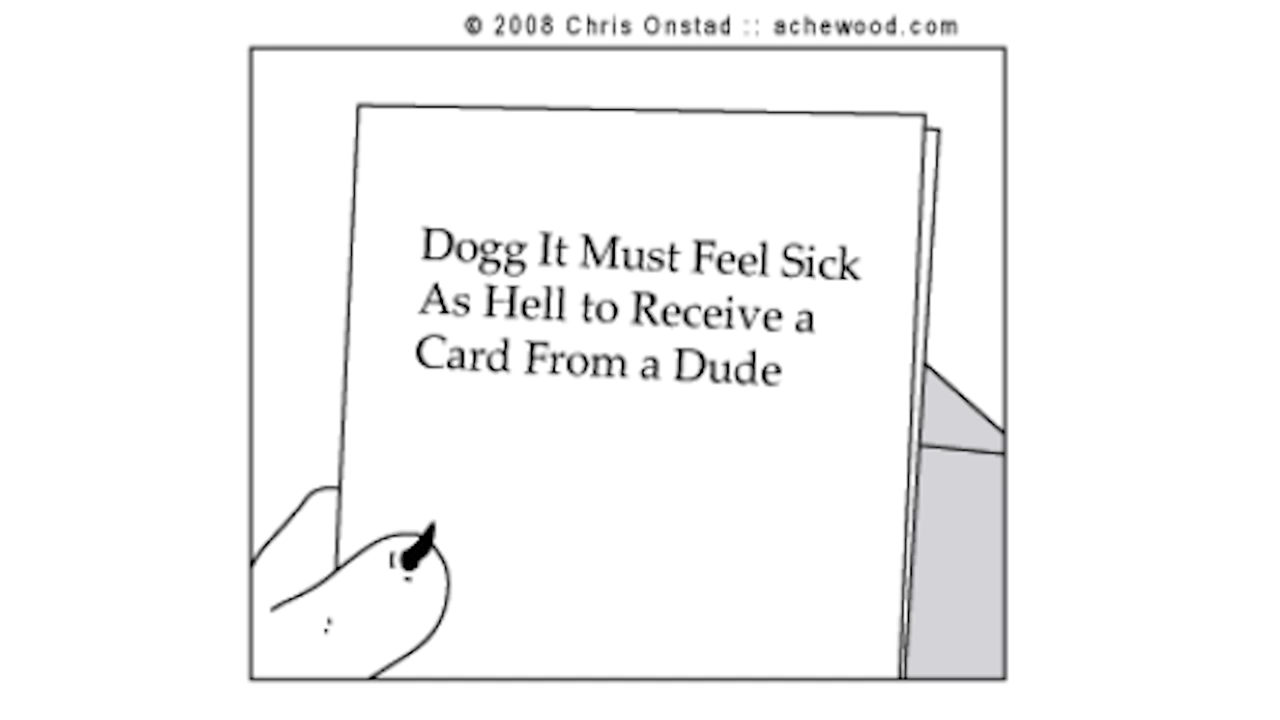 © 2008 Chris Onstad :: achewood.com
Dogg It Must Feel Sick
As Hell to Receive a
Card From a Dude